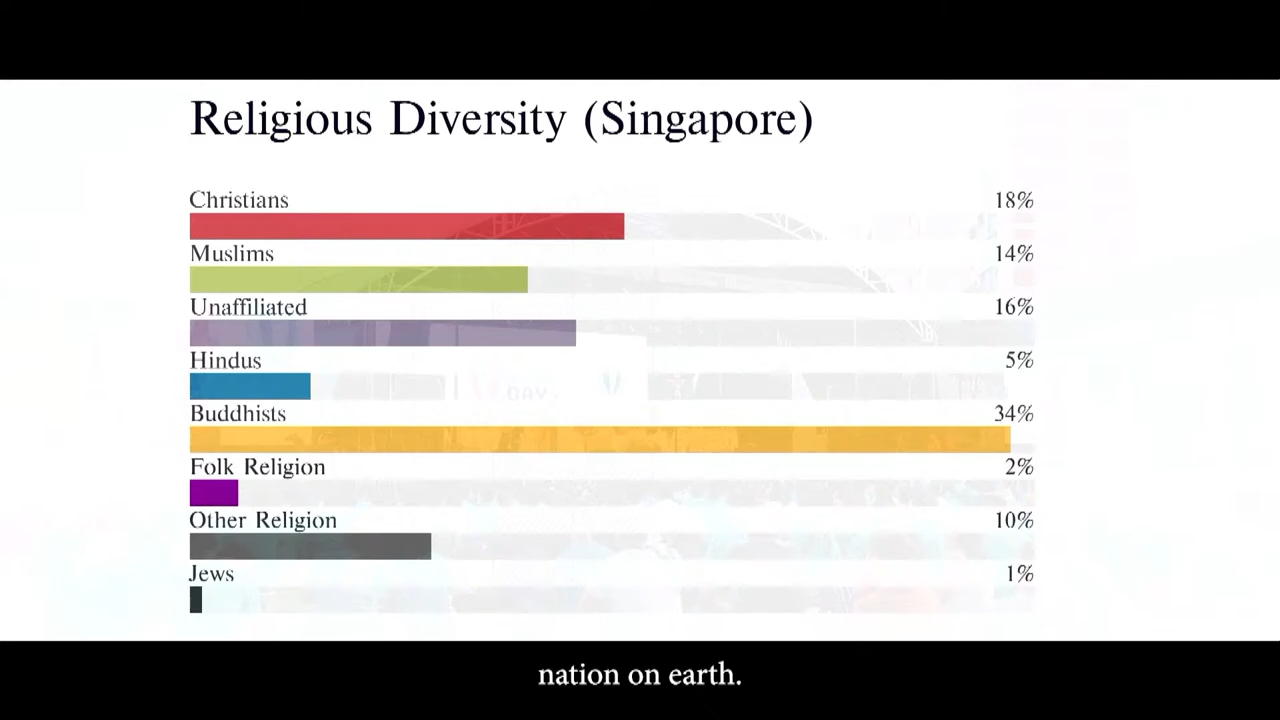 Religious Diversity (Singapore)
Christians 18%
Muslims 14%
Unaffiliated 16%
Hindus 5%
Buddhists 34%
Folk Religion 2%
Other Religion 10%
Jews 1%
DAY
nation on earth.